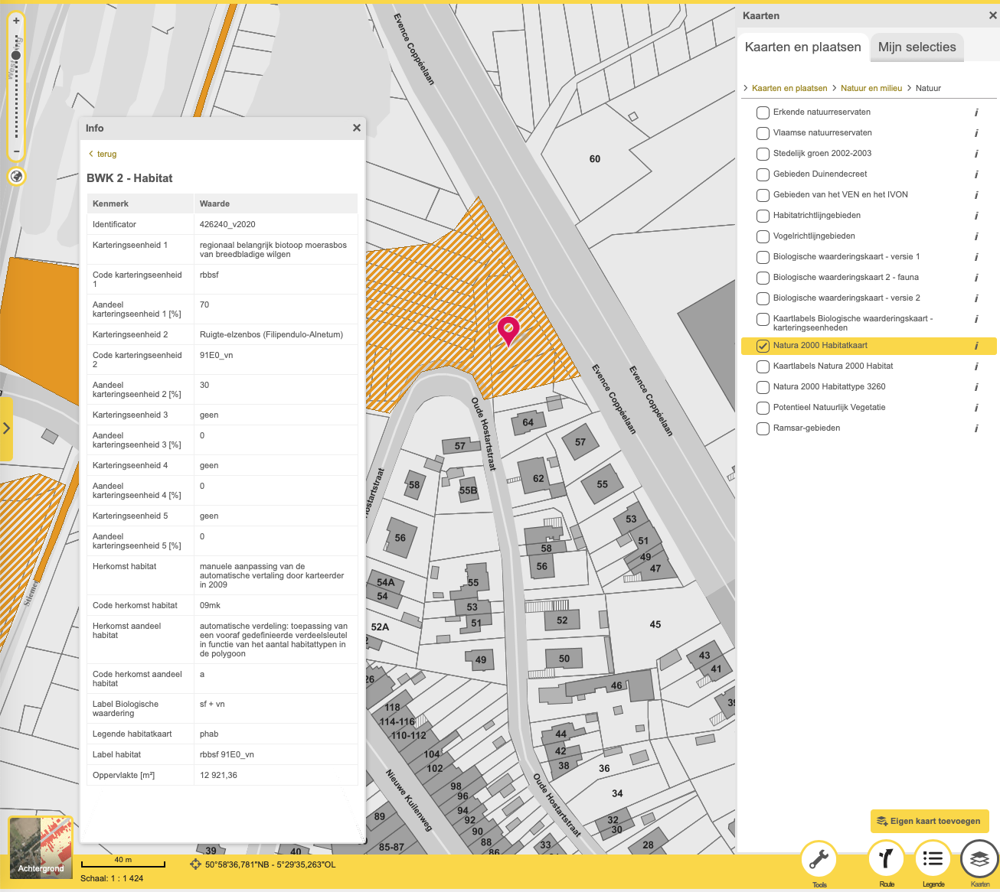 Kaarten
Kaarten en plaatsen
Mijn selecties
Kaarten en plaatsen
Natuur en milieu
Natuur
Erkende natuurreservaten
Vlaamse natuurreservaten
Stedelijk groen 2002-2003
Gebieden Duinendecreet
Gebieden van het VEN en het IVON
Habitatrichtlijngebieden
Vogelrichtlijngebieden
Biologische waarderingskaart - versie 1
Biologische waarderingskaart 2 - fauna
Biologische waarderingskaart - versie 2
Kaartlabels Biologische waarderingskaart -
karteringseenheden
Natura 2000 Habitatkaart
Kaartlabels Natura 2000 Habitat
Natura 2000 Habitattype 3260
Potentieel Natuurlijk Vegetatie
Ramsar-gebieden
Eigen kaart toevoegen
Tools
Route
Legende
Kaarten
Info
terug
BWK 2 - Habitat
Kenmerk
Waarde
Identificator
426240_v2020
Karteringseenheid 1
regionaal belangrijk biotoop moerasbos
van breedbladige wilgen
Code karteringseenheid
1
rbbsf
Aandeel
karteringseenheid 1 [%]
70
Karteringseenheid 2
Ruigte-elzenbos (Filipendulo-Alnetum)
Code karteringseenheid
2
91E0_vn
Aandeel
karteringseenheid 2 [%]
30
Karteringseenheid 3
geen
Aandeel
karteringseenheid 3 [%]
0
Karteringseenheid 4
geen
Aandeel
karteringseenheid 4 [%]
0
Karteringseenheid 5
geen
Aandeel
karteringseenheid 5 [%]
0
Herkomst habitat
manuele aanpassing van de
automatische vertaling door karteerder
in 2009
Code herkomst habitat
09mk
Herkomst aandeel
habitat
automatische verdeling: toepassing van
een vooraf gedefinieerde verdeelsleutel
in functie van het aantal habitattypen in
de polygoon
Code herkomst aandeel
habitat
a
Label Biologische
waardering
sf + vn
Legende habitatkaart
phab
Label habitat
rbbsf 91E0_vn
Oppervlakte [m²]
12 921,36
Evence Coppéelaan
60
Evence Coppéelaan
Evence Coppéelaan
Oude Hostartstraat
64
57
57
62
55
58
55B
53
56
51
58
49
56
47
54A
55
54
53
52
51
52A
45
49
50
43
41
46
26
118
39
114-116
110-112
44
42
104
38
36
102
98
34
96
94
32
92
30
90
89
88
33
28
85-87
86
39
40
Nieuwe Kuilenweg
Oude Hostartstraat
Stiemer
Achtergrond
40 m
Schaal: 1 : 1 424
50°58'36,781"NB - 5°29'35,263"OL